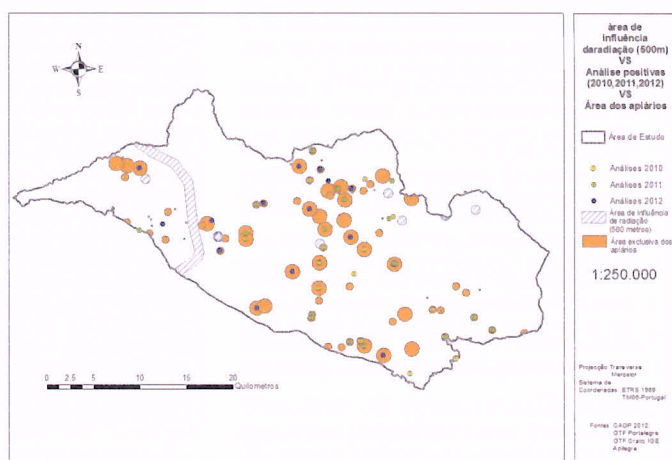 N
W E
S
0 2.5 5 10 15 20
Quilometros
área de
influência
daradiação (500m)
VS
Análise positivas
(2010,2011,2012)
VS
Área dos apiários
Área de Estudo
Análises 2010
Análises 2011
Análises 2012
Área de influência
de radiação
(500 metros)
Área exclusiva dos
apiários
1:250.000
Projecção Transversa
Mercator
Sistema de
Coordenadas ETRS 1989
TM06-Portugal
Fontes CAOP 2012
GTF Portalegre
GTF Crato, IGE
Apilegre